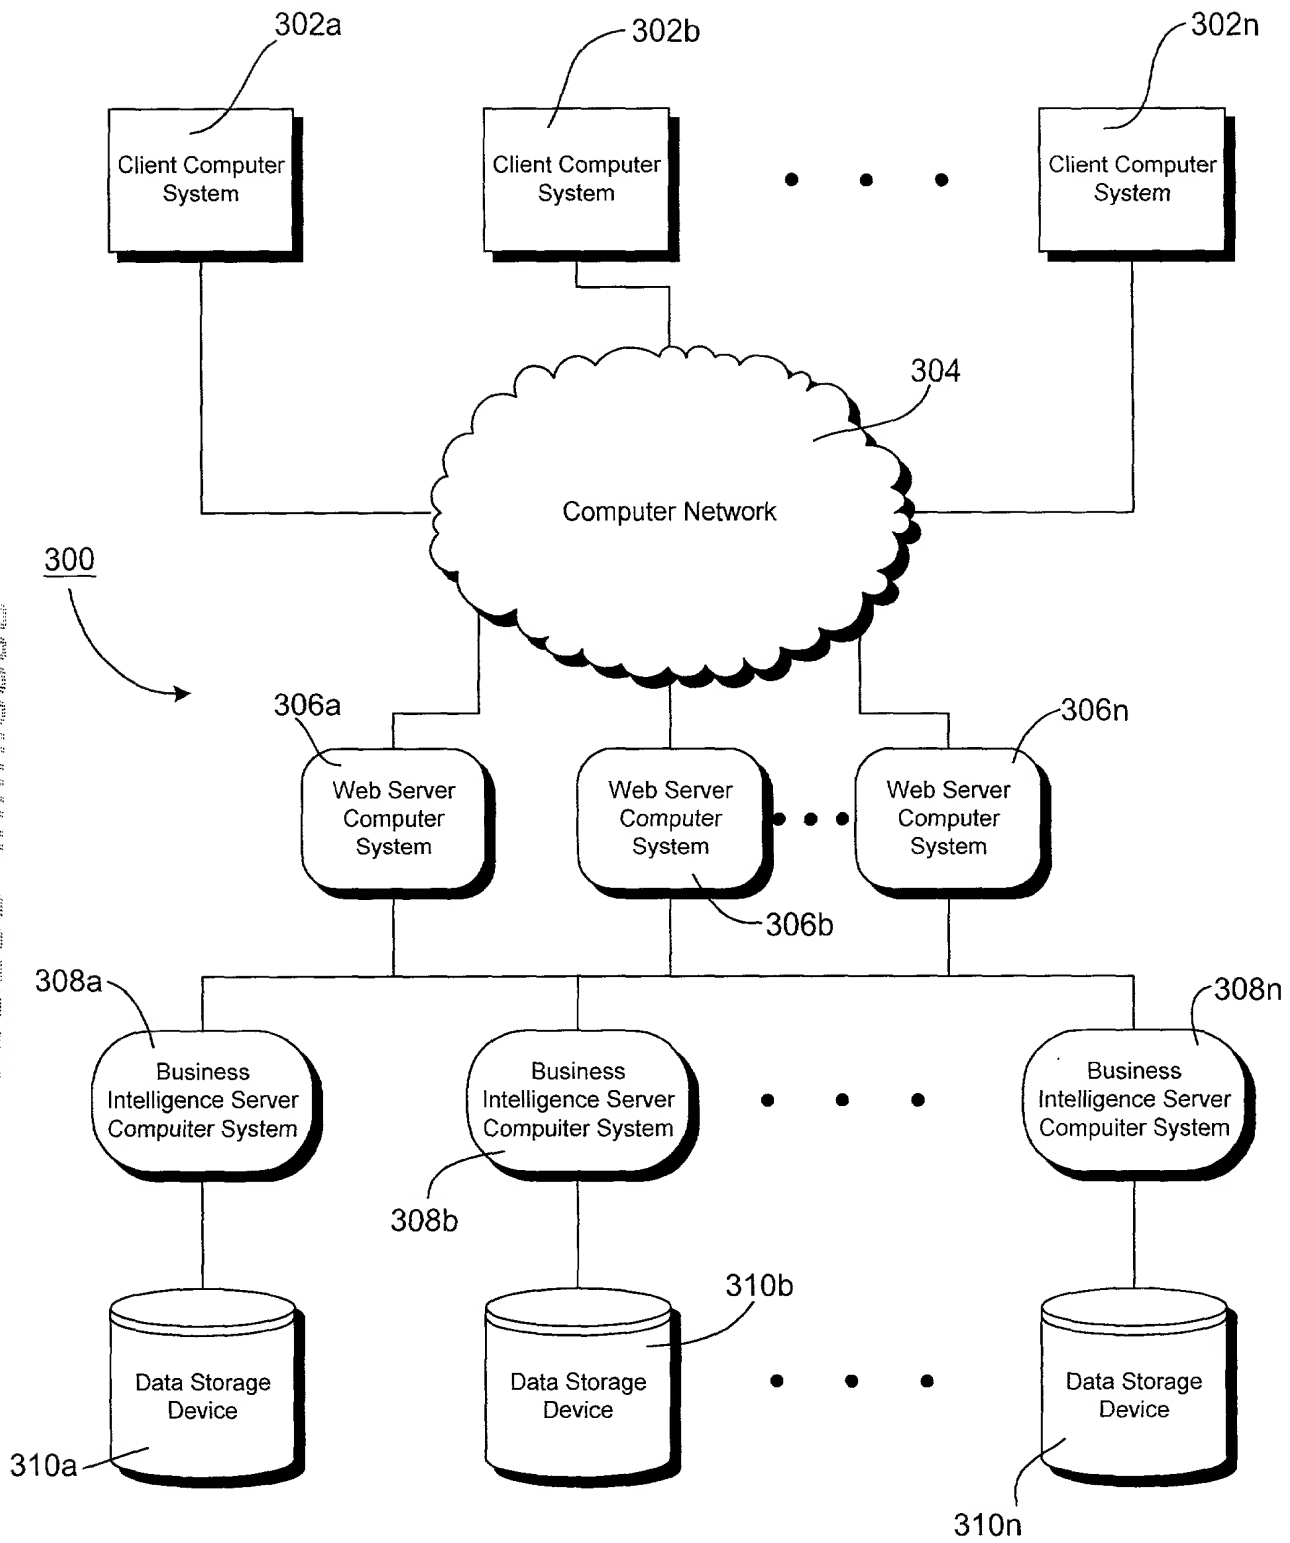 302a
302b
302n
Client Computer
System
Client Computer
System
Client Computer
System
304
Computer Network
300
306a
306n
Web Server
Computer
System
Web Server
Computer
System
Web Server
Computer
System
306b
308a
308n
Business
Intelligence Server
Compuiter System
Business
Intelligence Server
Compuiter System
Business
Intelligence Server
Compuiter System
308b
310b
Data Storage
Device
Data Storage
Device
Data Storage
Device
310a
310n